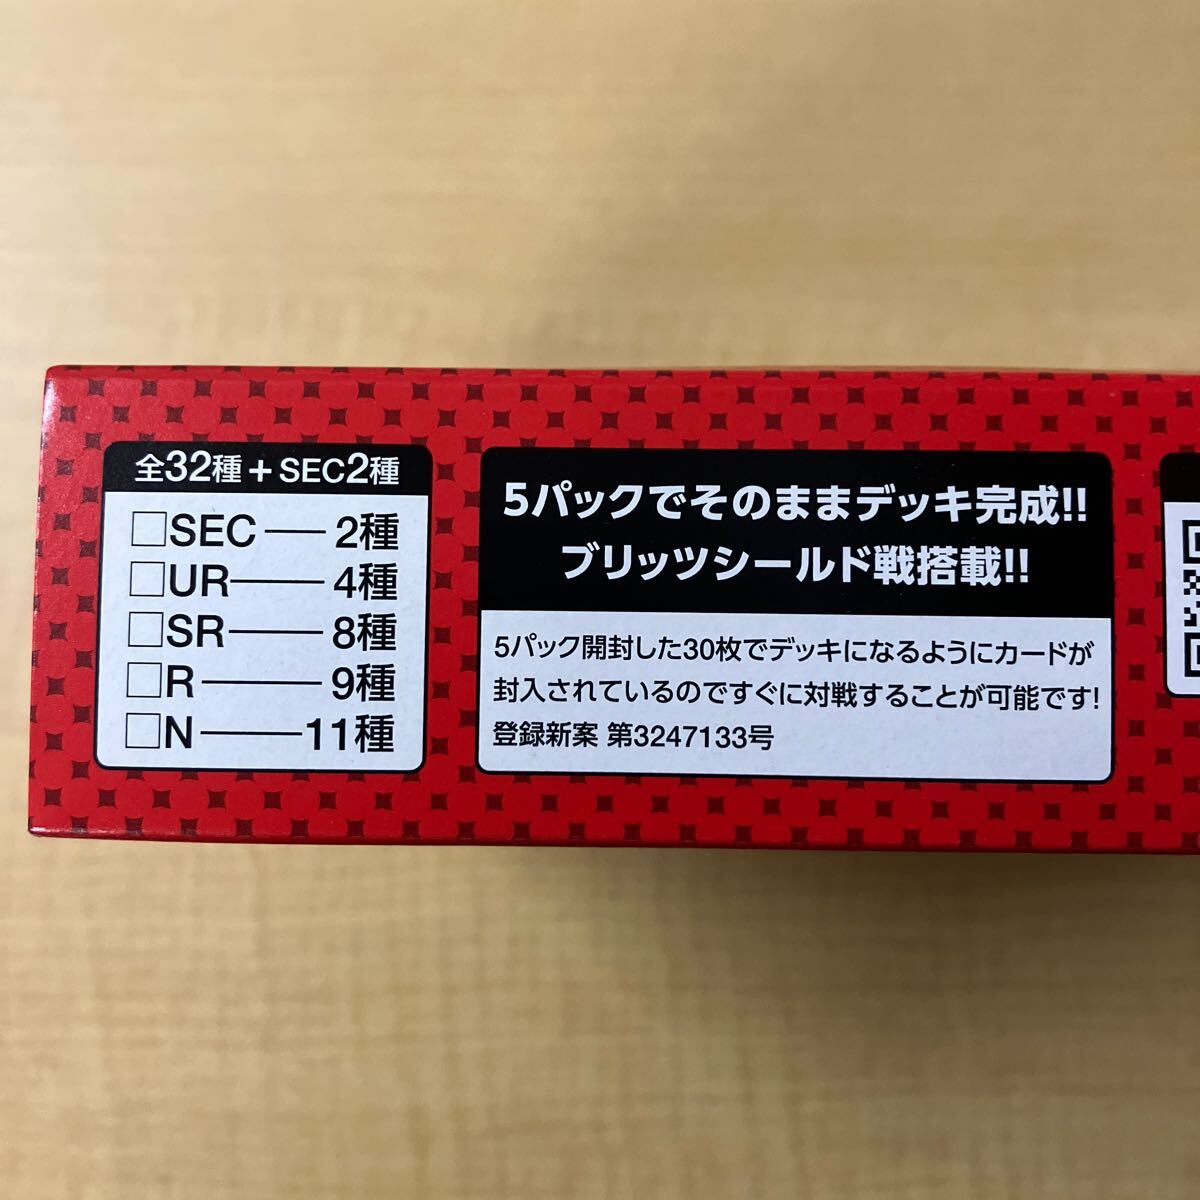 全32種+SEC2種
□SEC — 2種
□UR — 4種
□SR — 8種
□R — 9種
□N — 11種
5パックでそのままデッキ完成!!
ブリッツシールド戦搭載!!
5パック開封した30枚でデッキになるようにカードが
封入されているのですぐに対戦することが可能です!
登録新案 第3247133号